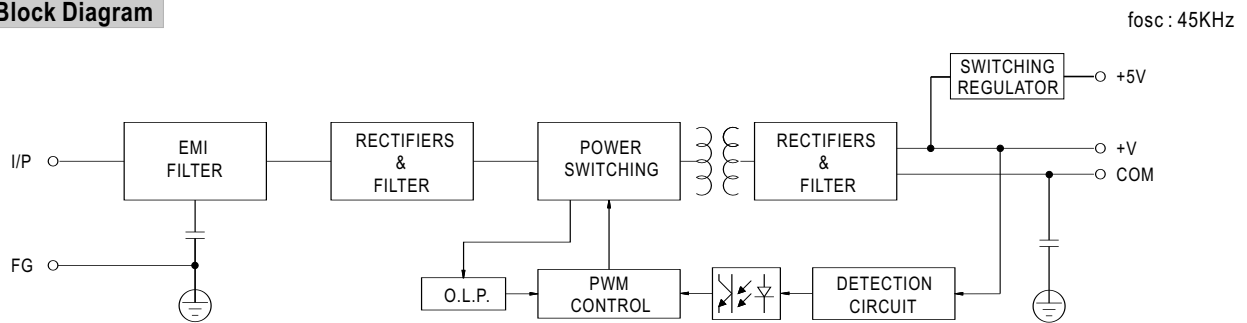 Block Diagram
fosc : 45KHz
SWITCHING
REGULATOR
+5V
I/P
EMI
FILTER
RECTIFIERS
&
FILTER
POWER
SWITCHING
RECTIFIERS
&
FILTER
+V
COM
FG
O.L.P.
PWM
CONTROL
DETECTION
CIRCUIT